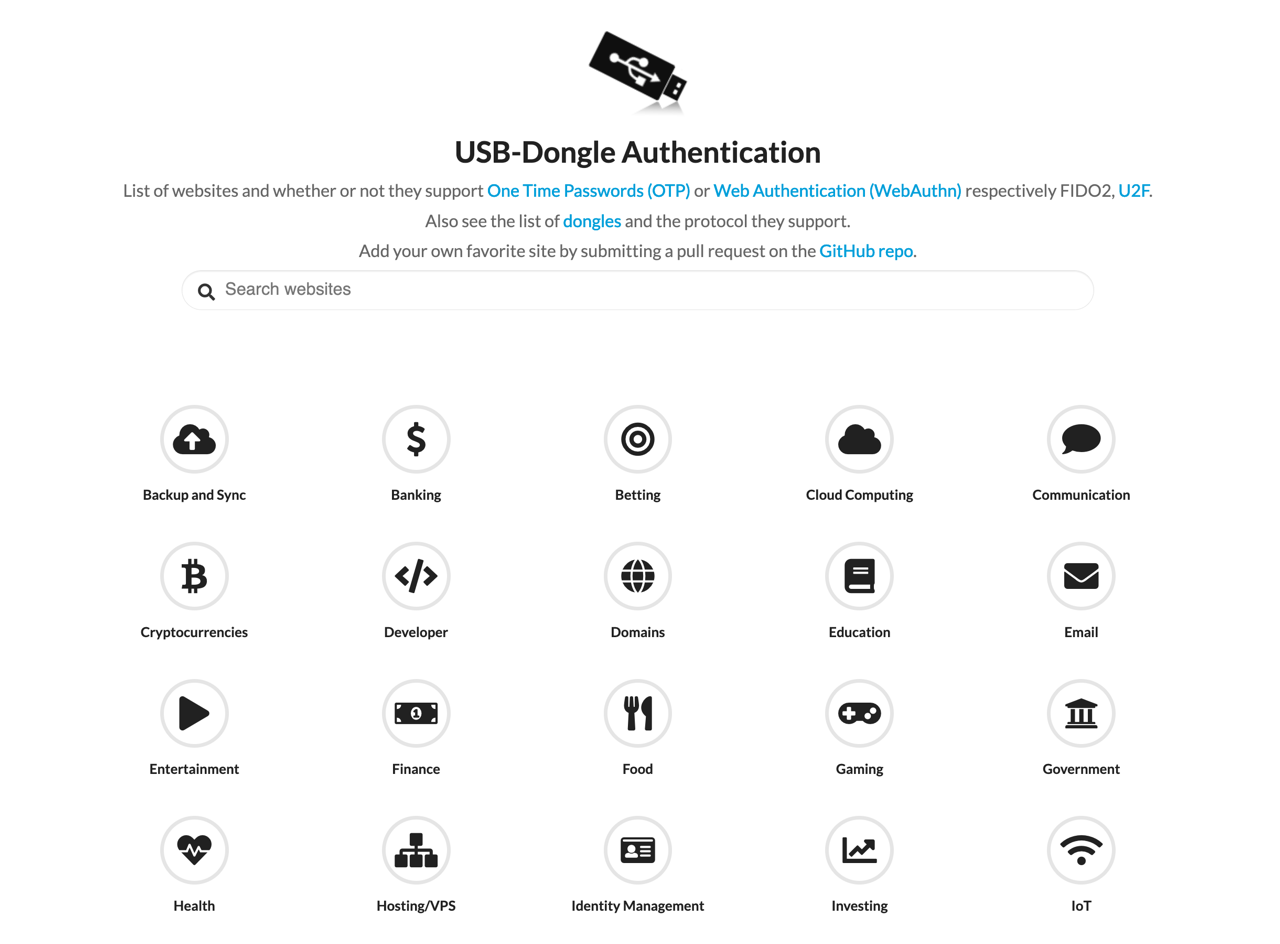 USB-Dongle Authentication
List of websites and whether or not they support One Time Passwords (OTP) or Web Authentication (WebAuthn) respectively FIDO2, U2F.
Also see the list of dongles and the protocol they support.
Add your own favorite site by submitting a pull request on the GitHub repo.
Search websites
Backup and Sync
Banking
Betting
Cloud Computing
Communication
Cryptocurrencies
Developer
Domains
Education
Email
Entertainment
1
Finance
Food
Gaming
Government
Health
Hosting/VPS
Identity Management
Investing
IoT